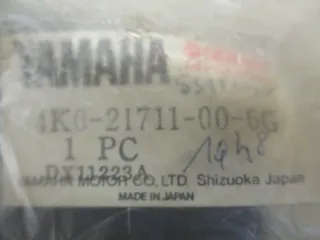 YAMAHA
4K0-21711-00-6G
1 PC
DX11223A
YAMAHA MOTOR CO., LTD. Shizuoka Japan
MADE IN JAPAN